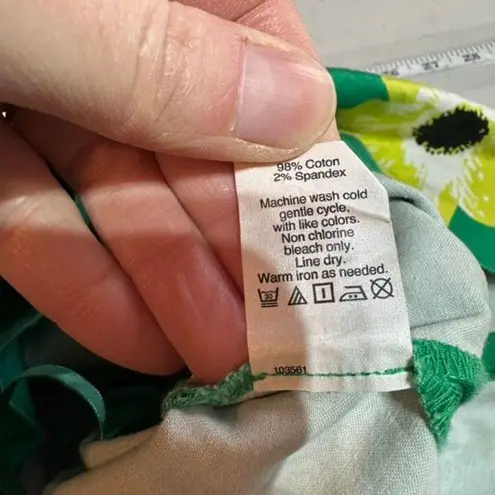 98% Coton
2% Spandex
Machine wash cold
gentle cycle,
with like colors.
Non chlorine
bleach only.
Line dry.
Warm iron as needed.
30
103561